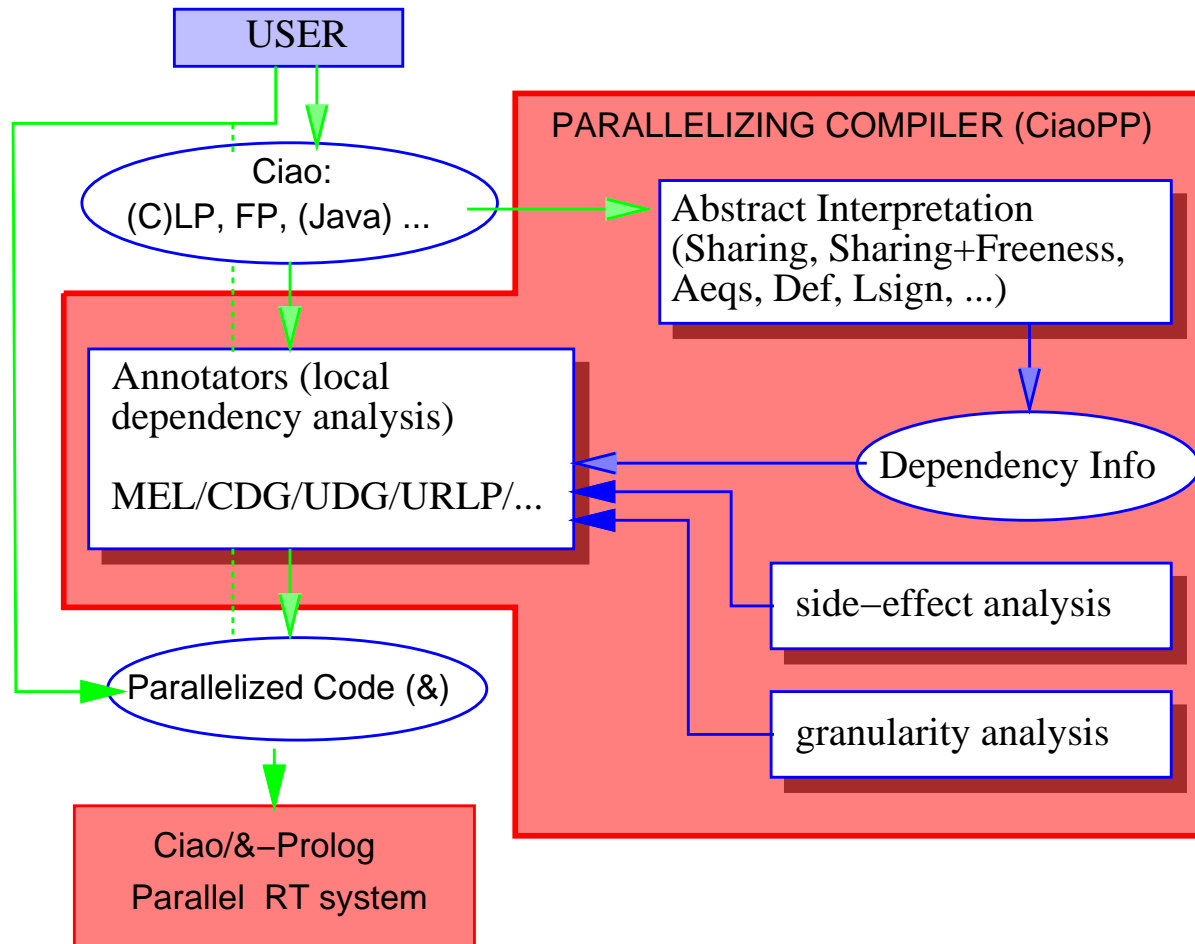 USER
PARALLELIZING COMPILER (CiaoPP)
Ciao:
(C)LP, FP, (Java) ...
Abstract Interpretation
(Sharing, Sharing+Freeness,
Aeqs, Def, Lsign, ...)
Annotators (local
dependency analysis)
MEL/CDG/UDG/URLP/...
Dependency Info
side−effect analysis
granularity analysis
Parallelized Code (&)
Ciao/&−Prolog
Parallel RT system